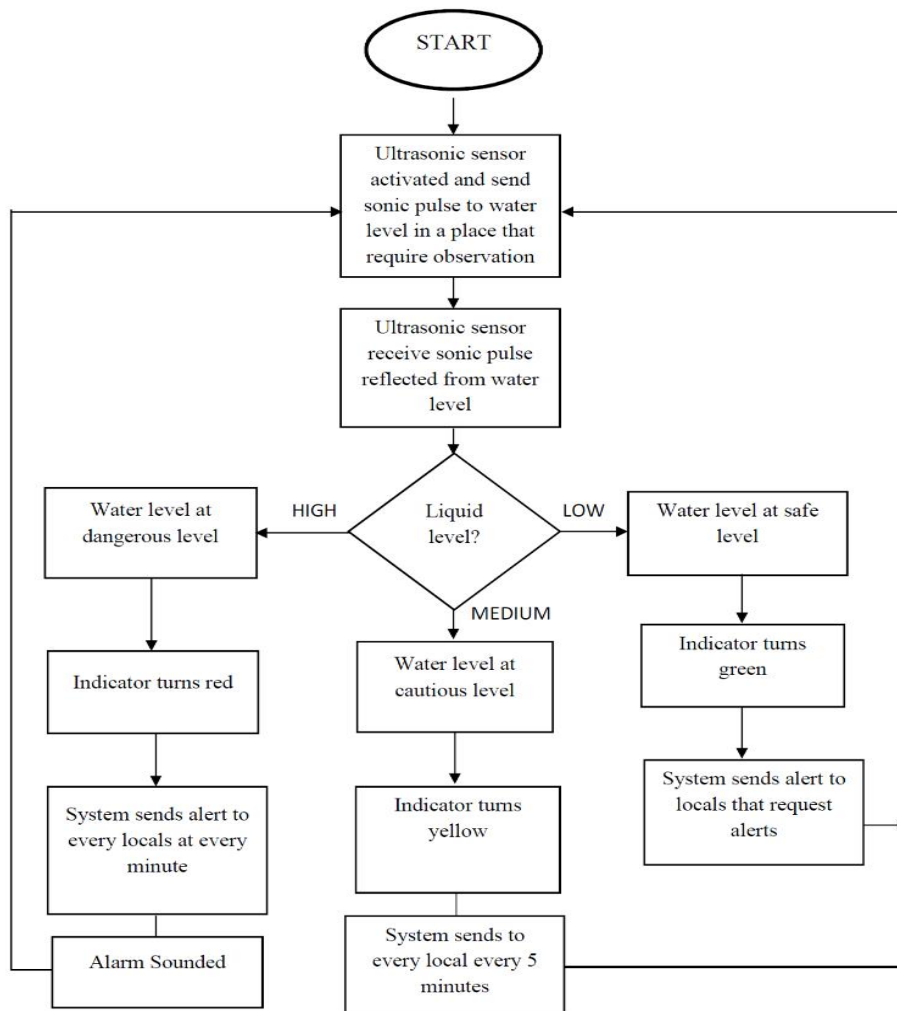 START
Ultrasonic sensor
activated and send
sonic pulse to water
level in a place that
require observation
Ultrasonic sensor
receive sonic pulse
reflected from water
level
Liquid
level?
HIGH
LOW
MEDIUM
Water level at
dangerous level
Indicator turns red
System sends alert to
every locals at every
minute
Alarm Sounded
Water level at
cautious level
Indicator turns
yellow
System sends to
every local every 5
minutes
Water level at safe
level
Indicator turns
green
System sends alert to
locals that request
alerts